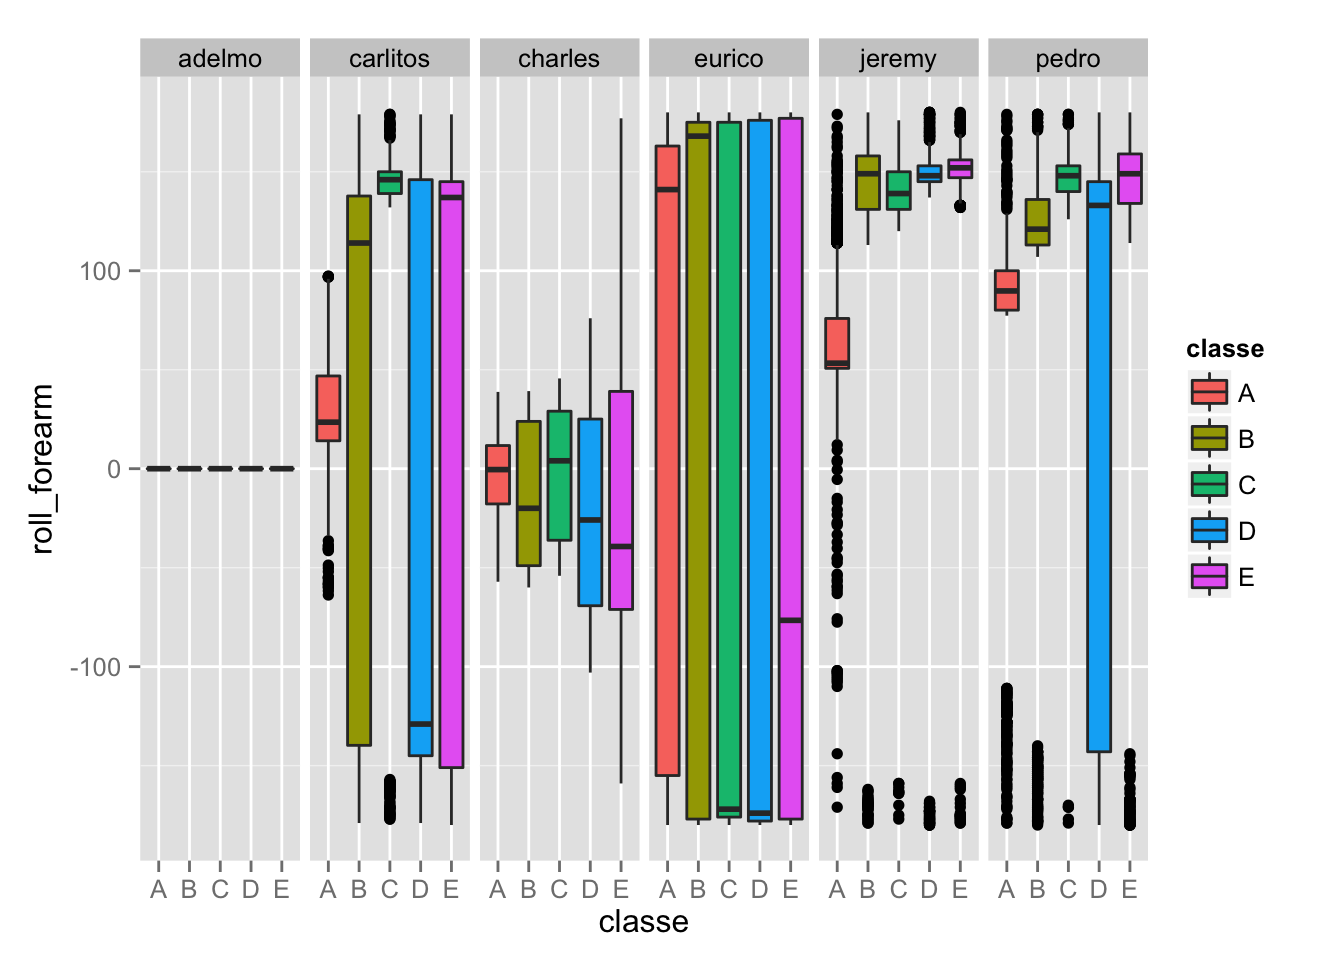 adelmo carlitos charles eurico jeremy pedro
100
0
-100
roll_forearm
A B C D E A B C D E A B C D E A B C D E A B C D E A B C D E
classe
classe
A
B
C
D
E